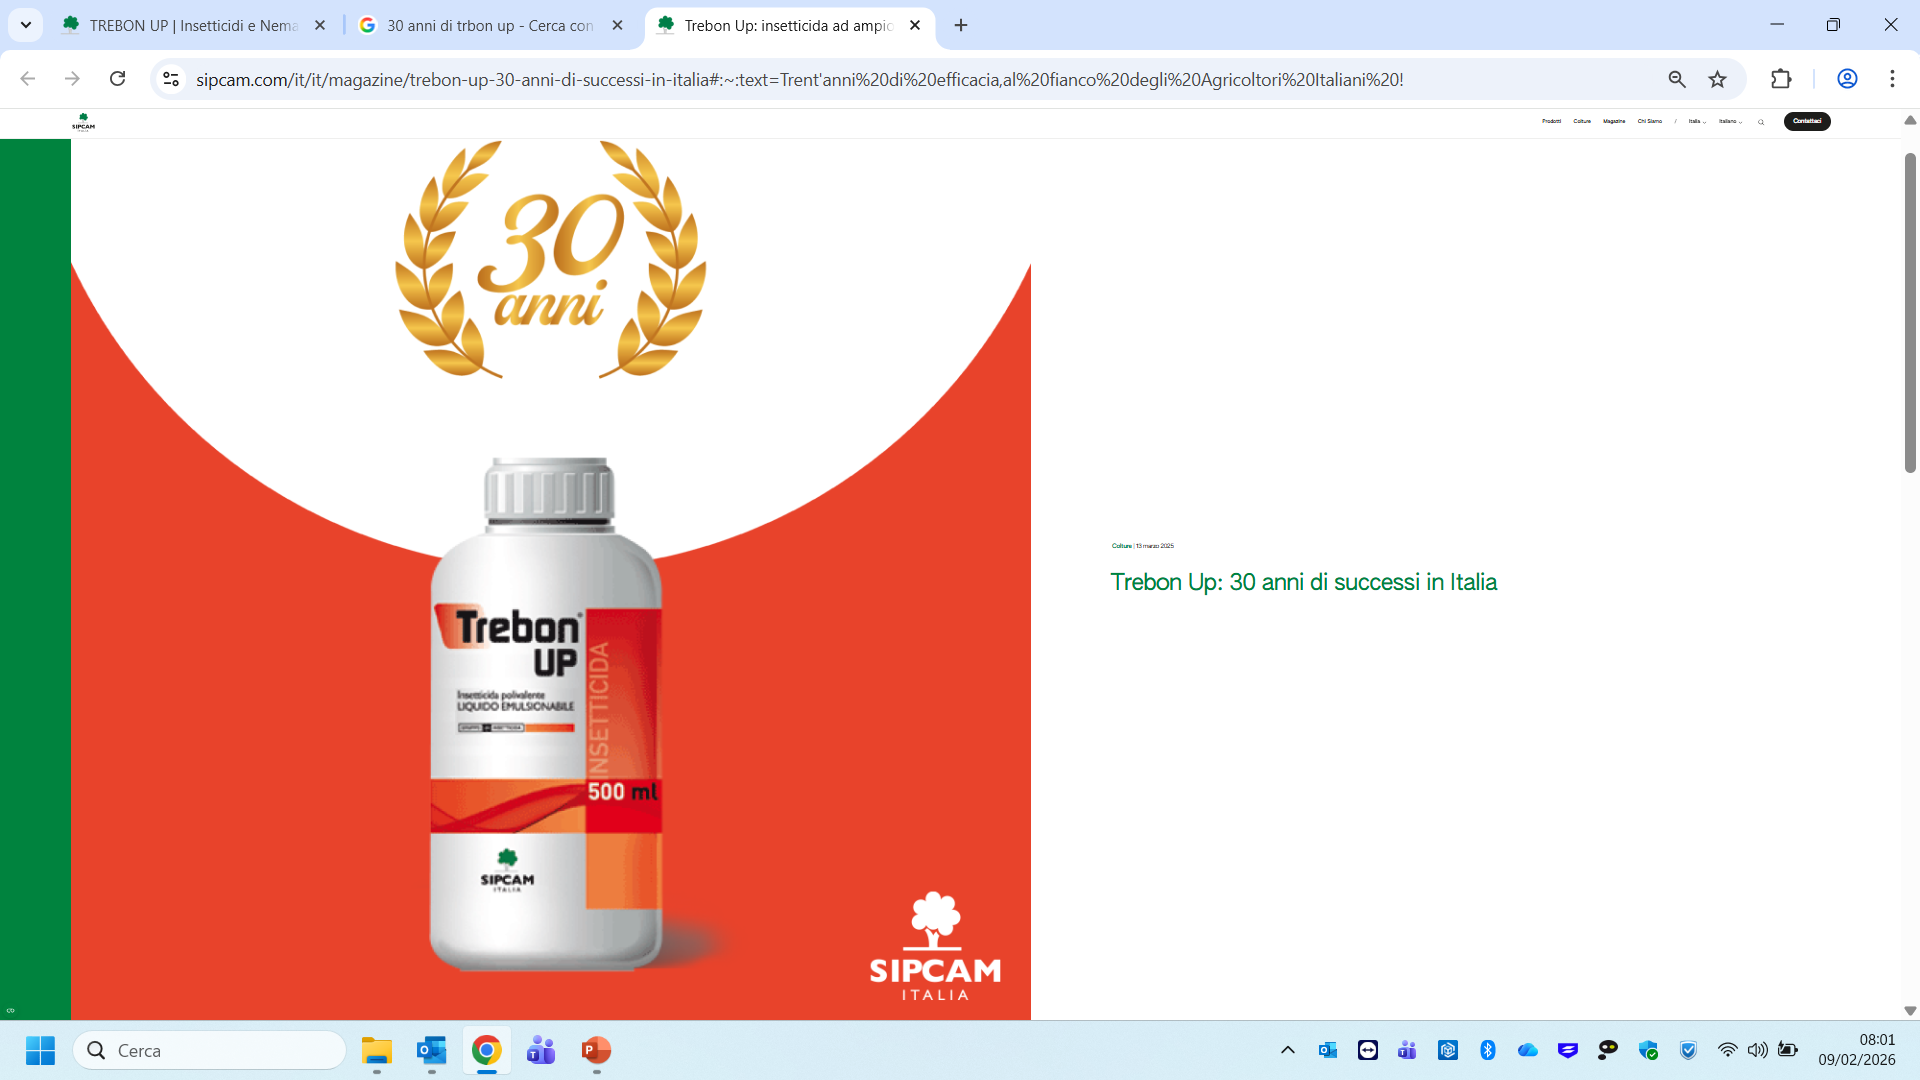 TREBON UP | Insetticidi e Nema
30 anni di trbon up - Cerca con
Trebon Up: insetticida ad ampio
sipcam.com/it/it/magazine/trebon-up-30-anni-di-successi-in-italia#:~:text=Trent'anni%20di%20efficacia,al%20fianco%20degli%20Agricoltori%20Italiani%20!
SIPCAM
ITALIA
Prodotti Colture Magazine Chi Siamo / Italia Italiano Contattaci
30
anni
Colture | 13 marzo 2025
Trebon Up: 30 anni di successi in Italia
Trebon®
UP
Insetticida polivalente
LIQUIDO EMULSIONABILE
INSETTICIDA
500 ml
SIPCAM
ITALIA
SIPCAM
ITALIA
Cerca
08:01
09/02/2026